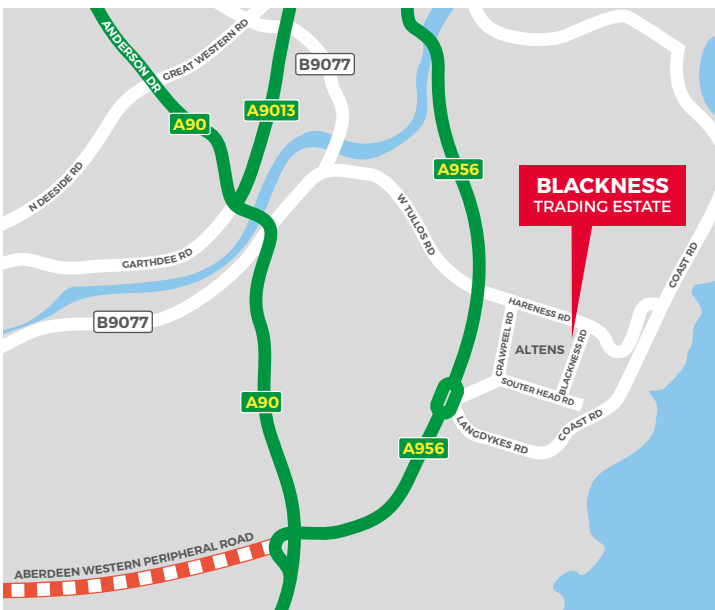 ANDERSON DR
GREAT WESTERN RD
B9077
A9013
A90
A956
N DEESIDE RD
BLACKNESS
TRADING ESTATE
W TULLOS RD
GARTHDEE RD
COAST RD
HARENESS RD
B9077
CRAWPEEL RD
ALTENS
BLACKNESS RD
SOUTER HEAD RD
A90
LANGDYKES RD
COAST RD
A956
ABERDEEN WESTERN PERIPHERAL ROAD